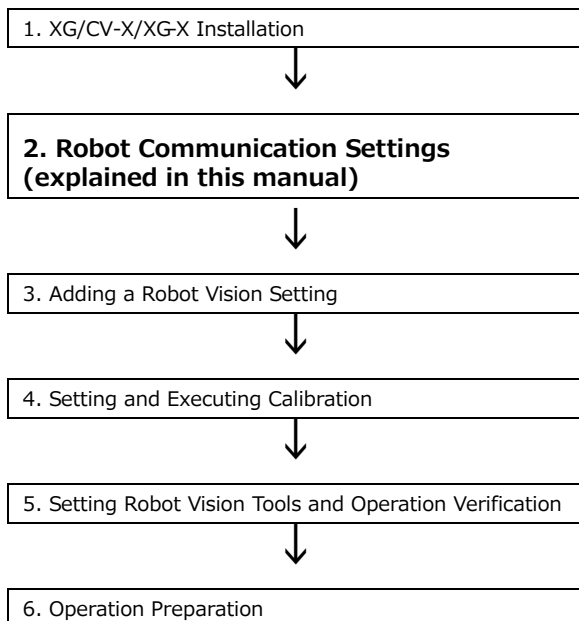 1. XG/CV-X/XG-X Installation
2. Robot Communication Settings
(explained in this manual)
3. Adding a Robot Vision Setting
4. Setting and Executing Calibration
5. Setting Robot Vision Tools and Operation Verification
6. Operation Preparation